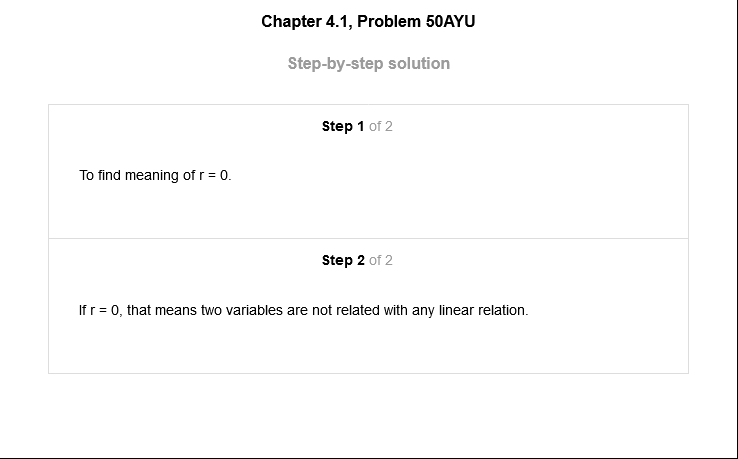 Chapter 4.1, Problem 50AYU
Step-by-step solution
Step 1 of 2
To find meaning of r = 0.
Step 2 of 2
If r = 0, that means two variables are not related with any linear relation.